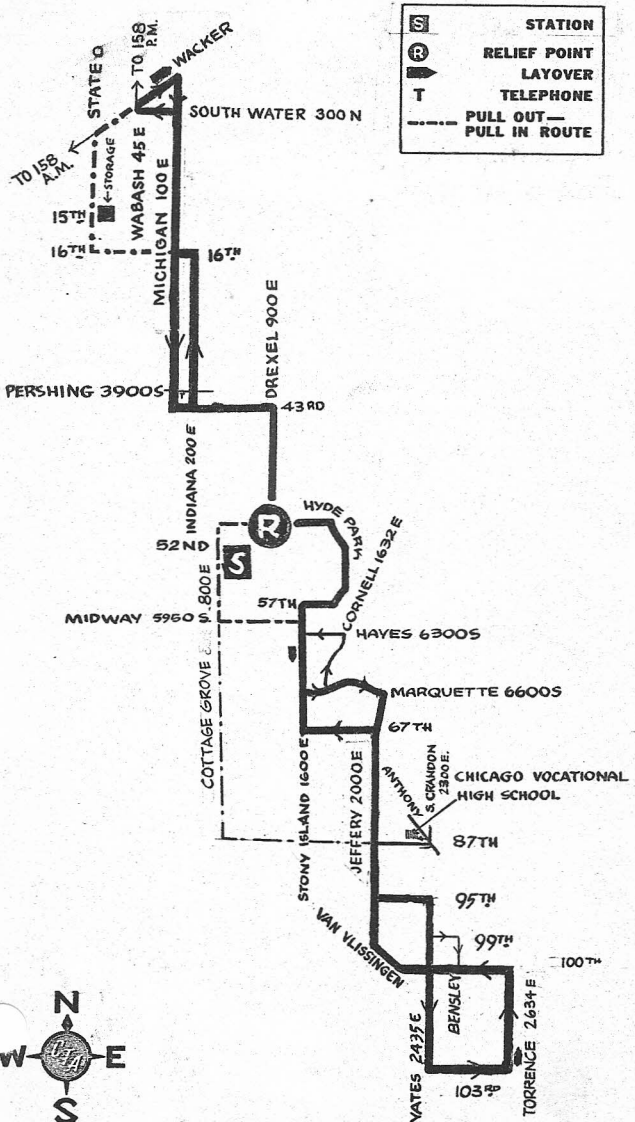 S STATION
R RELIEF POINT
LAYOVER
T TELEPHONE
PULL OUT—
PULL IN ROUTE
TO 158
P.M.
WACKER
STATE 0
SOUTH WATER 300 N
TO 158
A.M.
←STORAGE
WABASH 45 E
MICHIGAN 100 E
15TH
16TH
16TH
DREXEL 900 E
PERSHING 3900 S
T
43RD
INDIANA 200 E
R
HYDE PARK
52ND
S
CORNELL 1632 E
57TH
COTTAGE GROVE 800 E
MIDWAY 5950 S.
HAYES 6300 S
MARQUETTE 6600 S
67TH
STONY ISLAND 1600 E
JEFFERY 2000 E
ANTHONY
S. CRANDON
2300 E.
CHICAGO VOCATIONAL
HIGH SCHOOL
87TH
95TH
VAN VLISSINGEN
99TH
100TH
BENSLEY
YATES 2435 E
TORRENCE 2634 E
103RD
N
W CTA E
S